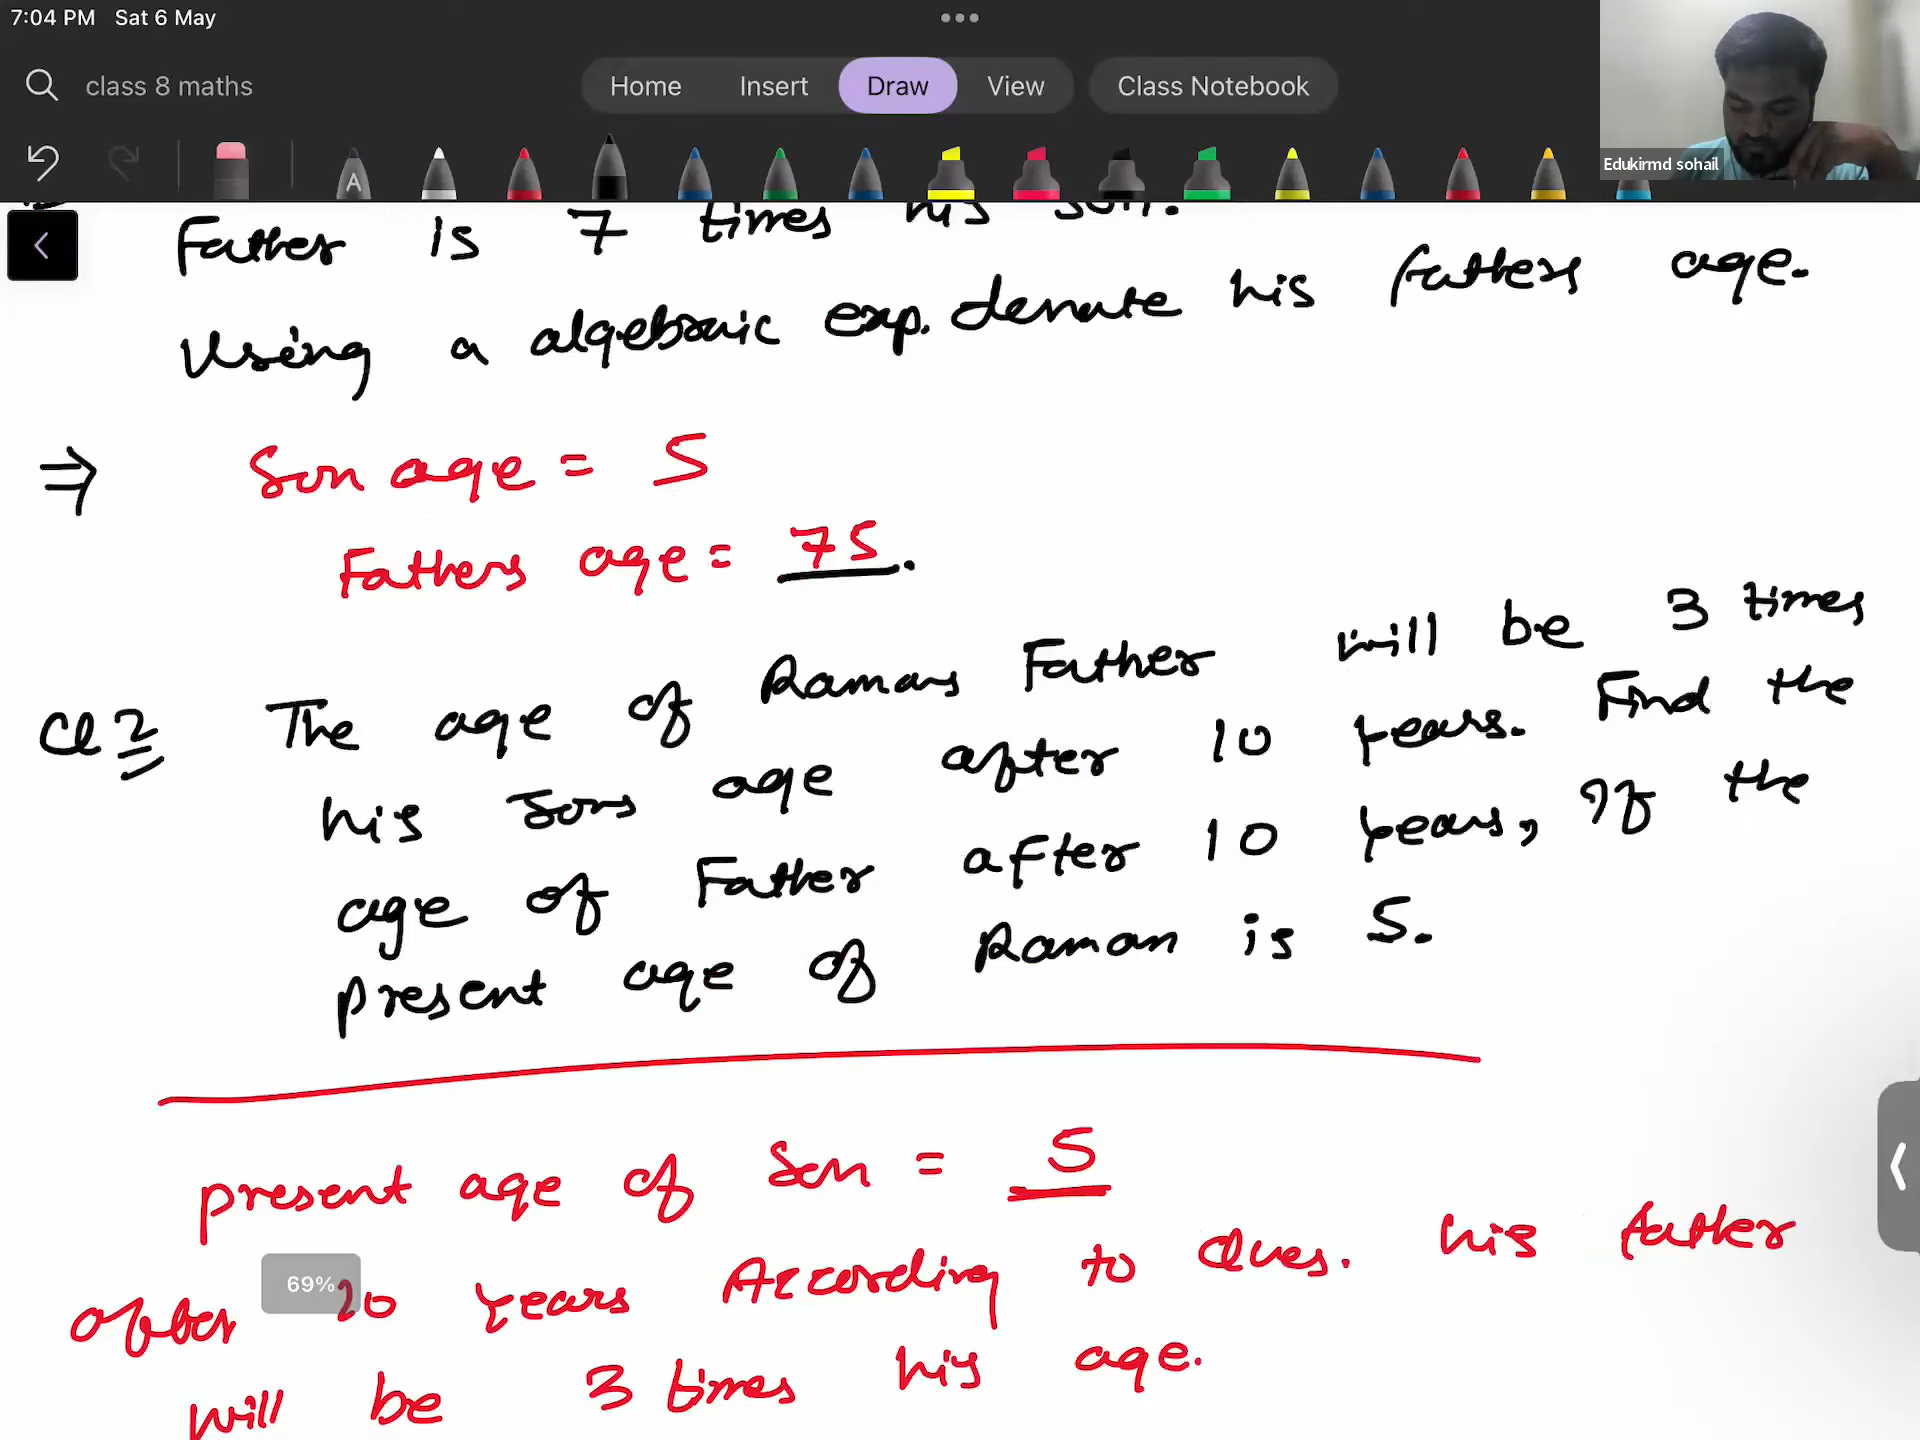 7:04 PM Sat 6 May
class 8 maths
Home Insert Draw View Class Notebook
A
Edukirmd sohail
Father is 7 times his son.
Using a algebraic exp. denote his fathers age.
⇒ Son age = S
Fathers age = 7S.
Q2 The age of Ramans Father will be 3 times
his sons age after 10 years. Find the
age of Father after 10 years, If the
present age of Raman is S.
present age of Son = S
after 10 years According to Ques. his father
69%
will be 3 times his age.